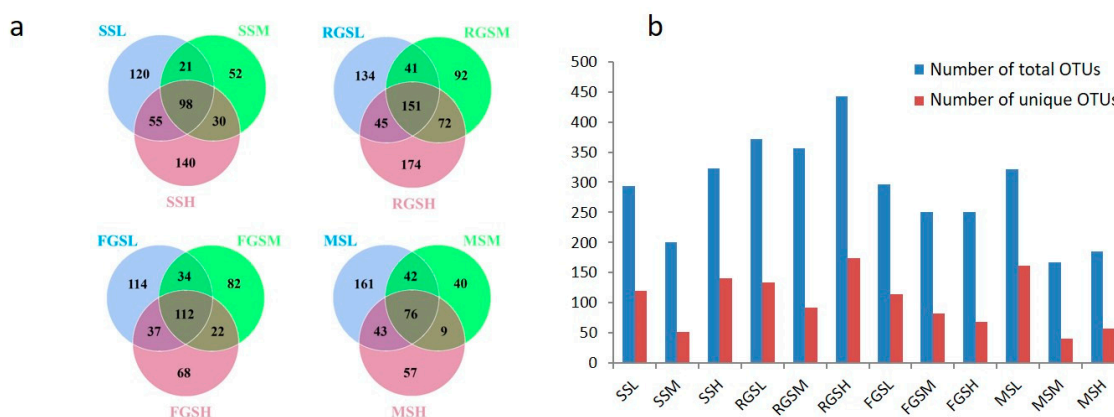 a
SSL
SSM
120
21
52
98
55
30
140
SSH
RGSL
RGSM
134
41
92
151
45
72
174
RGSH
FGSL
FGSM
114
34
82
112
37
22
68
FGSH
MSL
MSM
161
42
40
76
43
9
57
MSH
b
500
450
400
350
300
250
200
150
100
50
0
Number of total OTUs
Number of unique OTUs
SSL
SSM
SSH
RGSL
RGSM
RGSH
FGSL
FGSM
FGSH
MSL
MSM
MSH